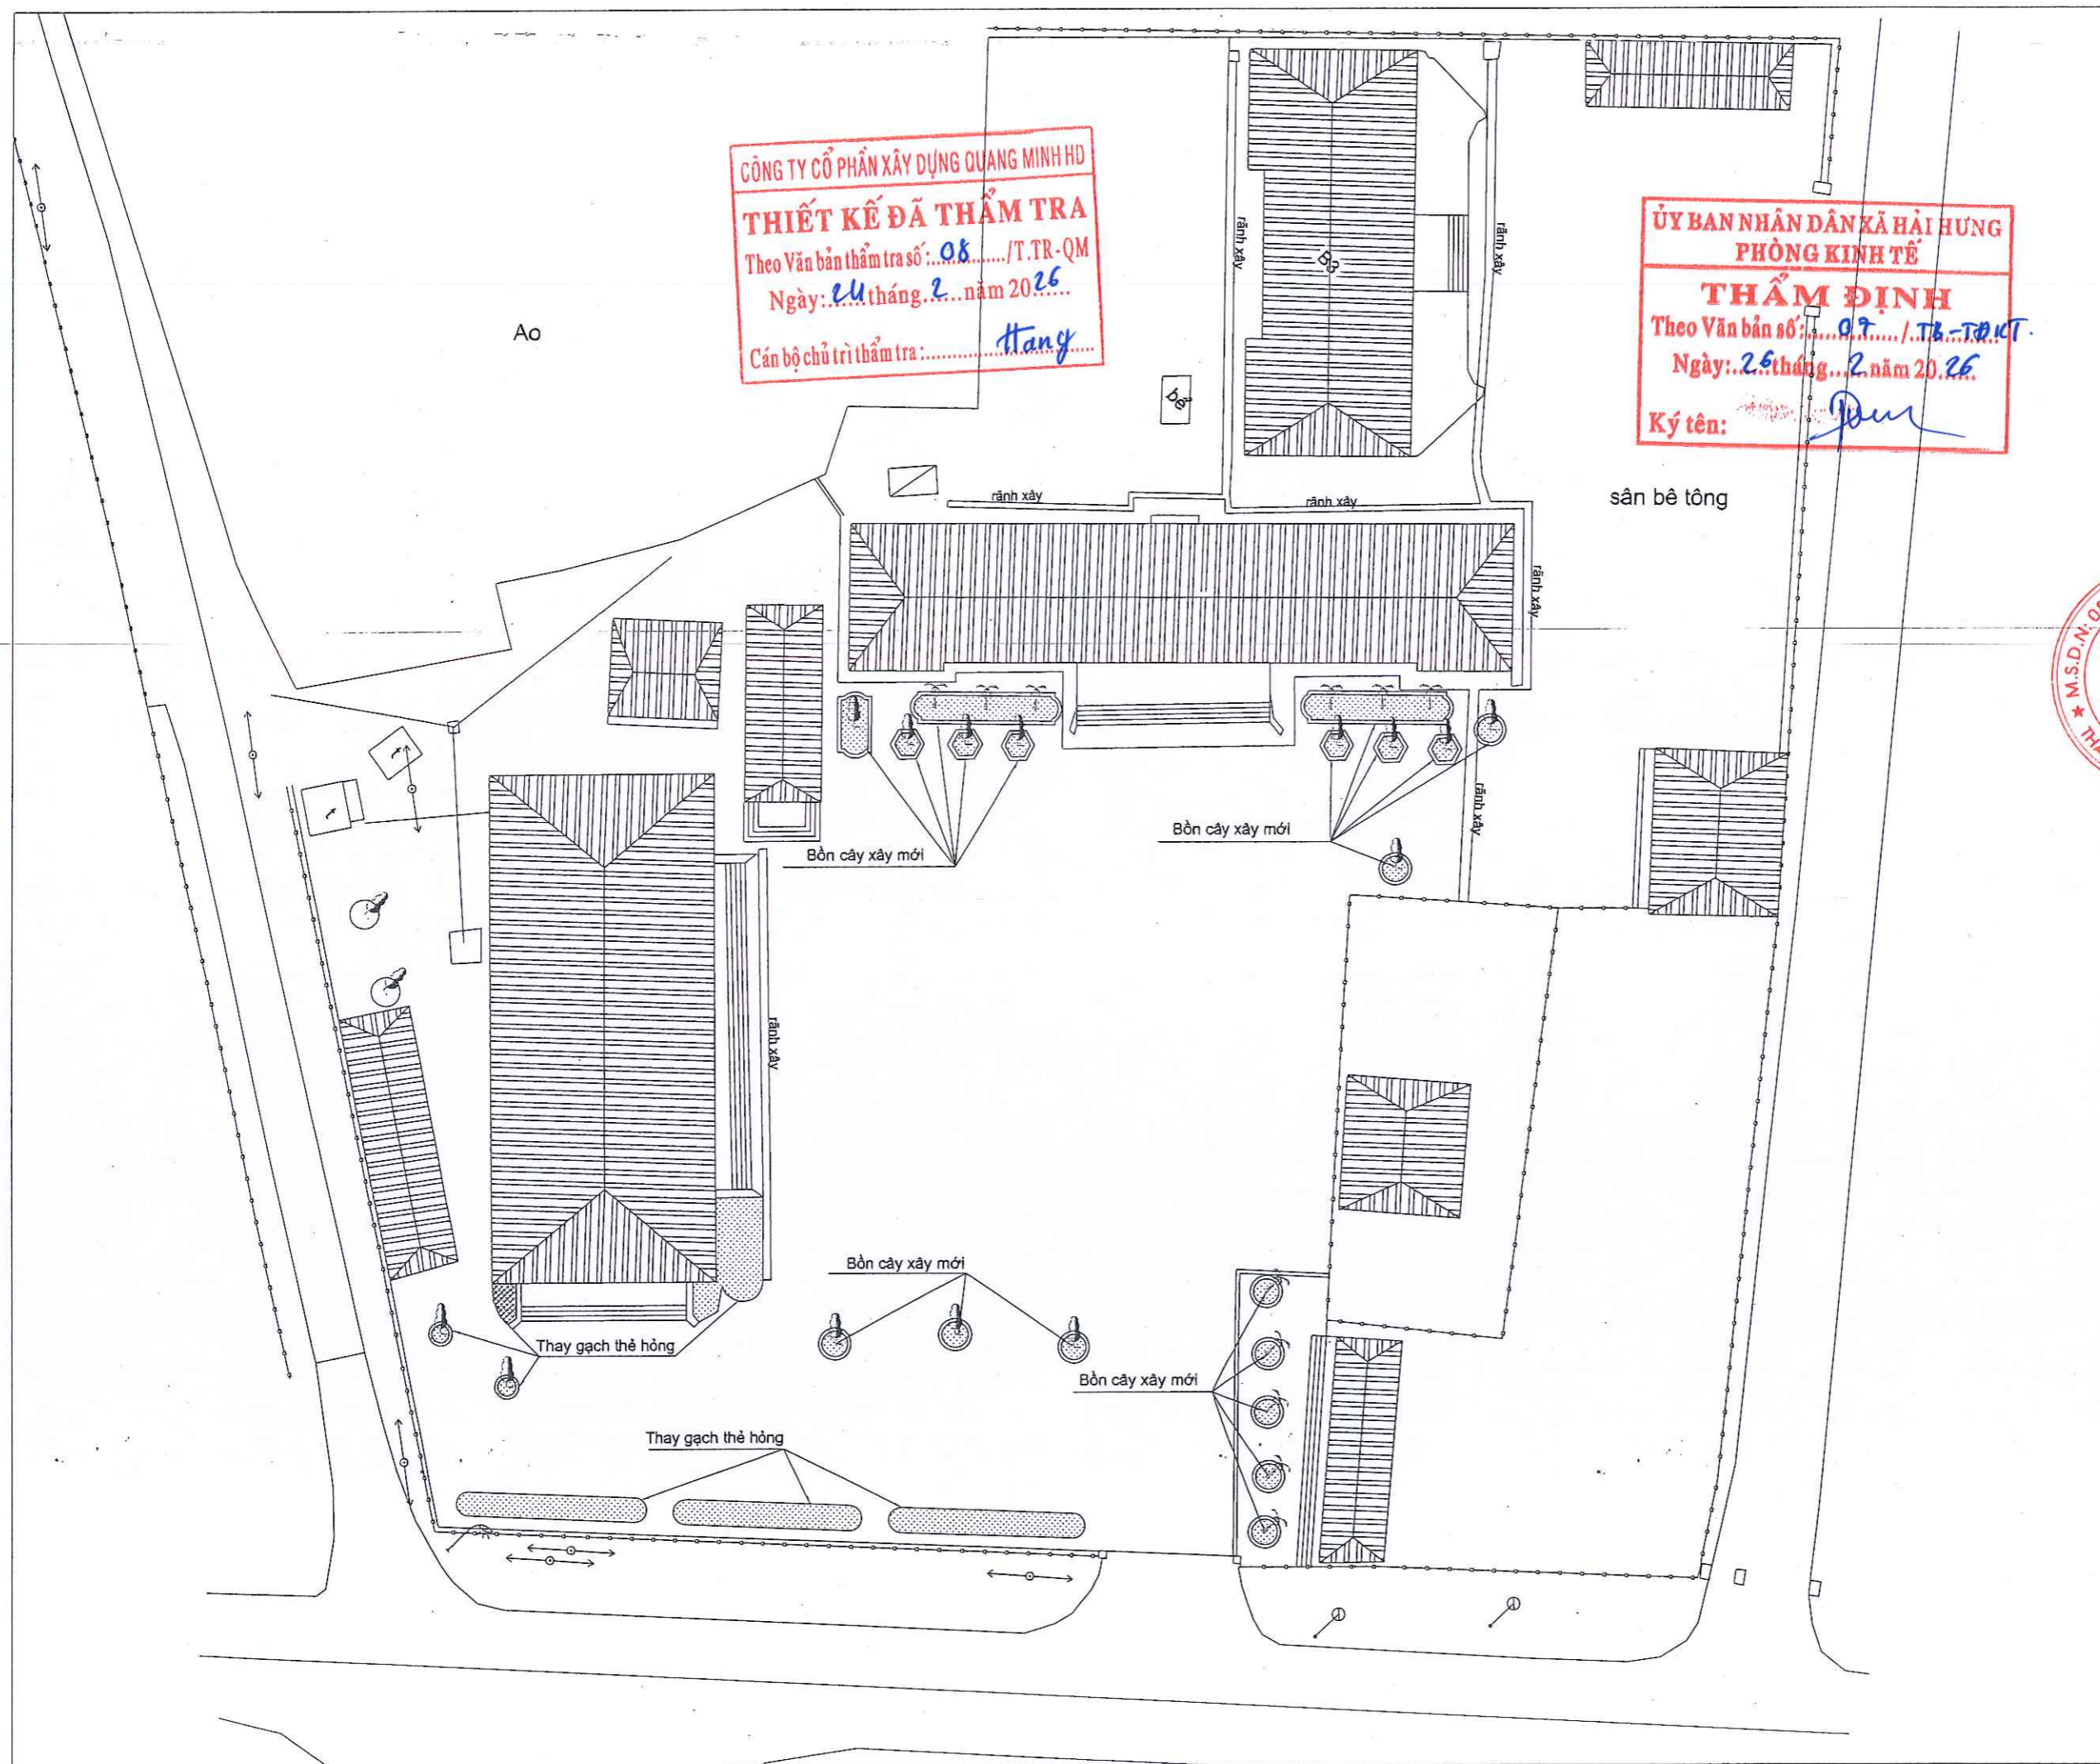 CÔNG TY CỔ PHẦN XÂY DỰNG QUANG MINH HD
THIẾT KẾ ĐÃ THẨM TRA
Theo Văn bản thẩm tra số:..08....../T.TR-QM
Ngày:.24.tháng..2...năm 2026......
Cán bộ chủ trì thẩm tra:............Hang
ỦY BAN NHÂN DÂN XÃ HẢI HƯNG
PHÒNG KINH TẾ
THẨM ĐỊNH
Theo Văn bản số:....07..../.TB-TĐKT.
Ngày:.26.tháng...2.năm 20.26
Ký tên:
Ao
rãnh xây
rãnh xây
bể
sân bê tông
rãnh xây
rãnh xây
rãnh xây
rãnh xây
Bồn cây xây mới
Bồn cây xây mới
rãnh xây
Bồn cây xây mới
Thay gạch thẻ hỏng
Bồn cây xây mới
Thay gạch thẻ hỏng
★ M.S.D.N: 0